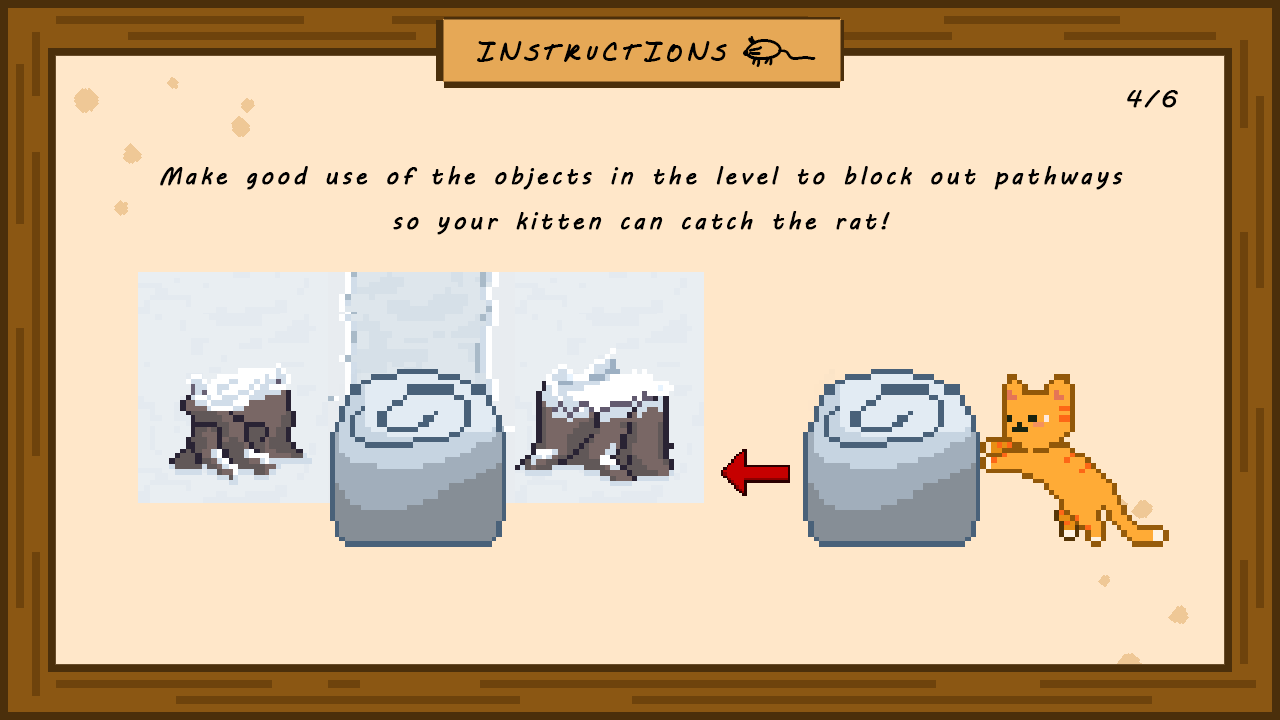 INSTRUCTIONS
4/6
Make good use of the objects in the level to block out pathways
so your kitten can catch the rat!